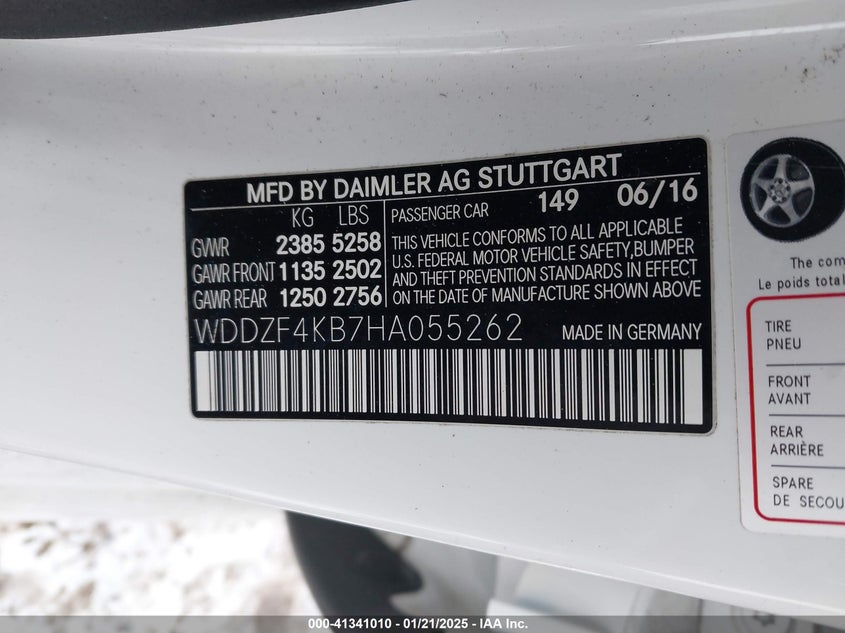 MFD BY DAIMLER AG STUTTGART
KG LBS
GVWR 2385 5258
GAWR FRONT 1135 2502
GAWR REAR 1250 2756
PASSENGER CAR 149 06/16
THIS VEHICLE CONFORMS TO ALL APPLICABLE
U.S. FEDERAL MOTOR VEHICLE SAFETY,BUMPER
AND THEFT PREVENTION STANDARDS IN EFFECT
ON THE DATE OF MANUFACTURE SHOWN ABOVE.
WDDZF4KB7HA055262 MADE IN GERMANY
The com
Le poids total
TIRE
PNEU
FRONT
AVANT
REAR
ARRIÈRE
SPARE
DE SECOU
000-41341010 - 01/21/2025 - IAA Inc.